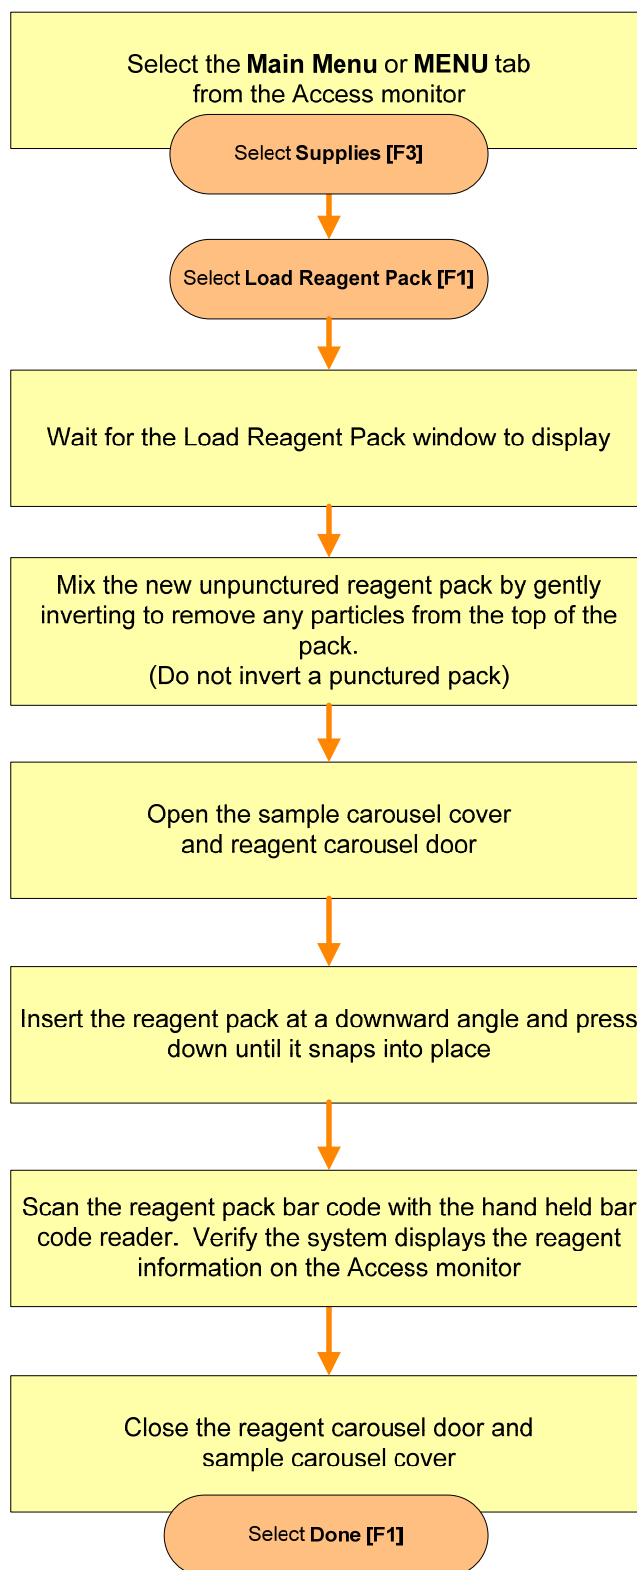 Select the Main Menu or MENU tab
from the Access monitor
Select Supplies [F3]
Select Load Reagent Pack [F1]
Wait for the Load Reagent Pack window to display
Mix the new unpunctured reagent pack by gently
inverting to remove any particles from the top of the
pack.
(Do not invert a punctured pack)
Open the sample carousel cover
and reagent carousel door
Insert the reagent pack at a downward angle and press
down until it snaps into place
Scan the reagent pack bar code with the hand held bar
code reader.  Verify the system displays the reagent
information on the Access monitor
Close the reagent carousel door and
sample carousel cover
Select Done [F1]